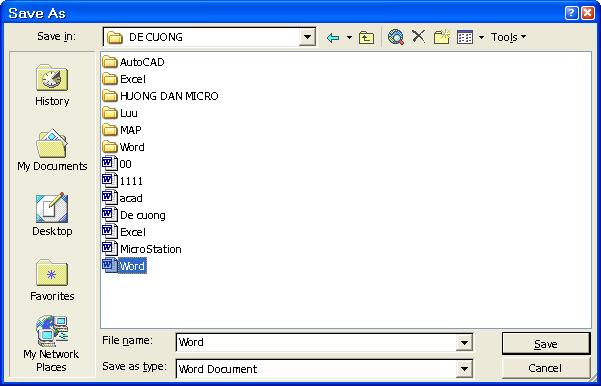 Save As
Save in: DE CUONG Tools
AutoCAD
Excel
HUONG DAN MICRO
Luu
MAP
Word
00
1111
acad
De cuong
Excel
MicroStation
Word
History
My Documents
Desktop
Favorites
My Network
Places
File name: Word Save
Save as type: Word Document Cancel